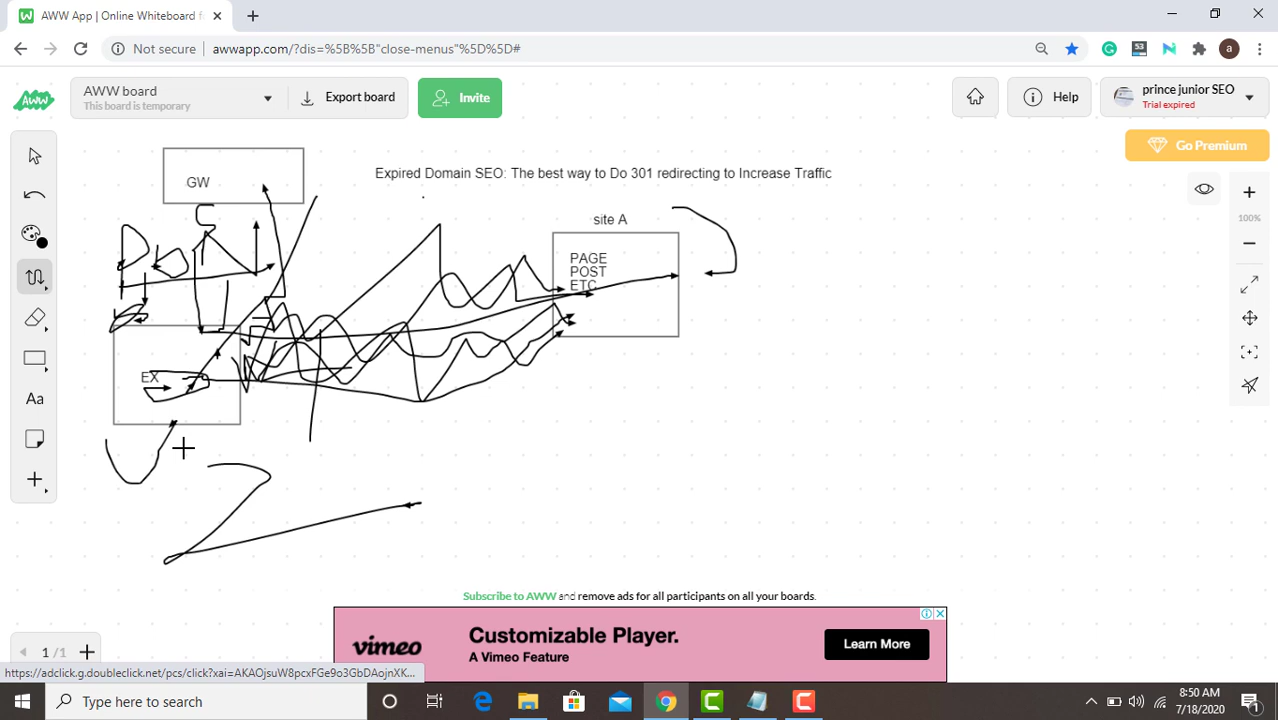 AWW App | Online Whiteboard f
Not secure
awwapp.com/?dis=%5B%5B"close-menus"%5D%5D#
53
a
AWW
AWW board
This board is temporary
Export board
Invite
Help
prince junior SEO
Trial expired
Go Premium
GW
Expired Domain SEO: The best way to Do 301 redirecting to Increase Traffic
100%
site A
PAGE
POST
ETC
EX
Aa
Subscribe to AWW and remove ads for all participants on all your boards.
vimeo
Customizable Player.
A Vimeo Feature
Learn More
1 / 1
https://adclick.g.doubleclick.net/pcs/click?xai=AKAOjsuW8pcxFGe9o3GbDAojnXK...
Type here to search
8:50 AM
7/18/2020
1